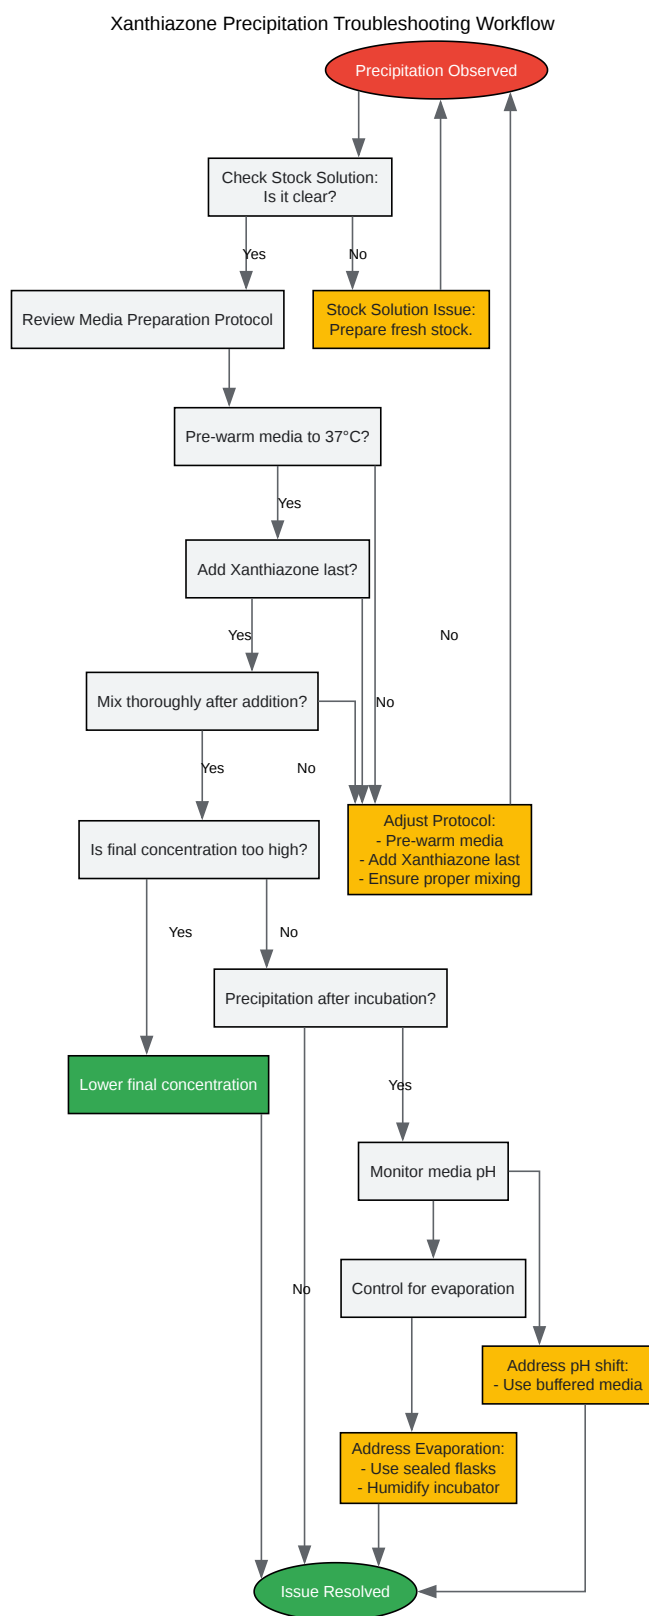 Xanthiazone Precipitation Troubleshooting Workflow
Precipitation Observed
Check Stock Solution:
Is it clear?
Yes
No
Review Media Preparation Protocol
Stock Solution Issue:
Prepare fresh stock.
Pre-warm media to 37°C?
Yes
Add Xanthiazone last?
Yes
No
Mix thoroughly after addition?
No
Yes
No
Adjust Protocol:
- Pre-warm media
- Add Xanthiazone last
- Ensure proper mixing
Is final concentration too high?
Yes
No
Precipitation after incubation?
Lower final concentration
Yes
Monitor media pH
Control for evaporation
No
Address pH shift:
- Use buffered media
Address Evaporation:
- Use sealed flasks
- Humidify incubator
Issue Resolved